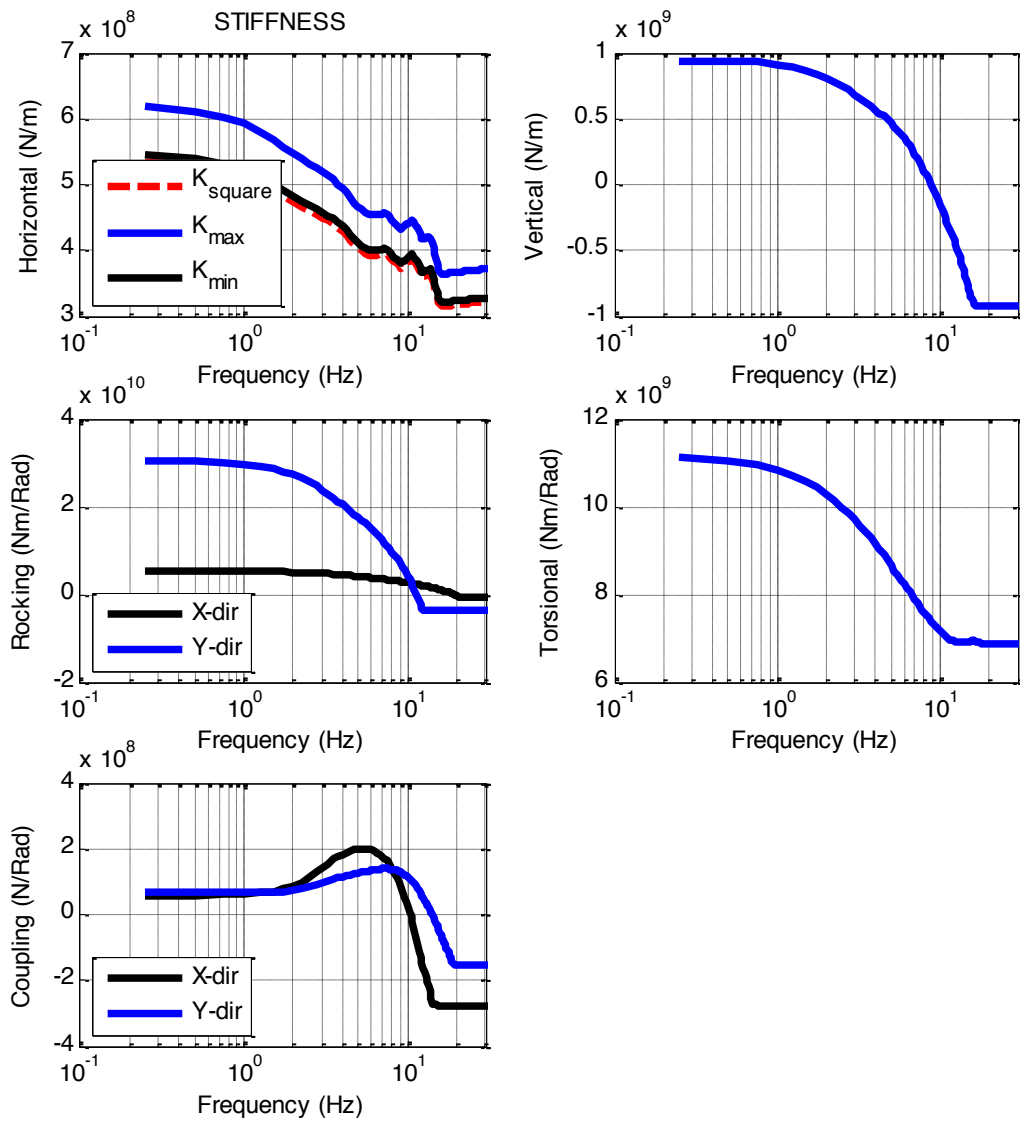 STIFFNESS
x 10^8
7
6
5
4
3
Horizontal (N/m)
K_square
K_max
K_min
10^-1
10^0
10^1
Frequency (Hz)
x 10^9
1
0.5
0
-0.5
-1
Vertical (N/m)
10^-1
10^0
10^1
Frequency (Hz)
x 10^10
4
2
0
-2
Rocking (Nm/Rad)
X-dir
Y-dir
10^-1
10^0
10^1
Frequency (Hz)
x 10^9
12
10
8
6
Torsional (Nm/Rad)
10^-1
10^0
10^1
Frequency (Hz)
x 10^8
4
2
0
-2
-4
Coupling (N/Rad)
X-dir
Y-dir
10^-1
10^0
10^1
Frequency (Hz)